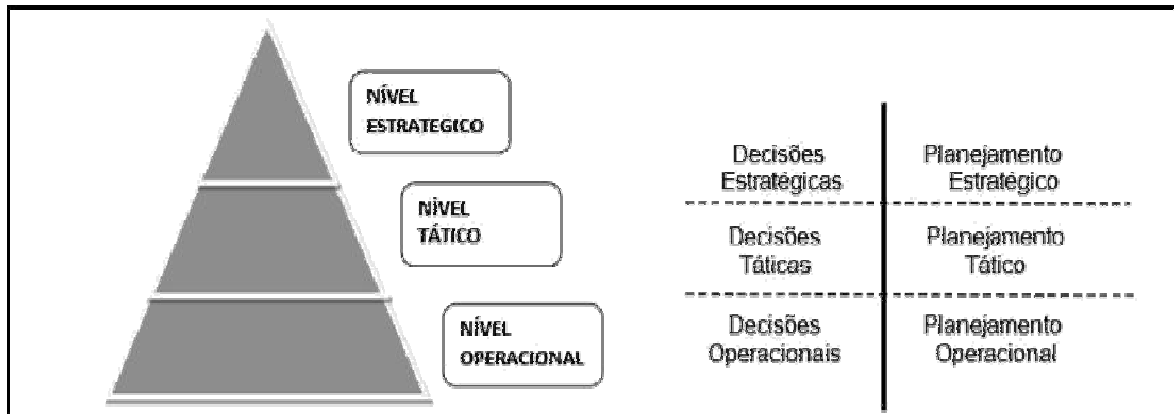 NÍVEL
ESTRATEGICO
NÍVEL
TÁTICO
NÍVEL
OPERACIONAL
Decisões
Estratégicas
Planejamento
Estratégico
Decisões
Táticas
Planejamento
Tático
Decisões
Operacionais
Planejamento
Operacional